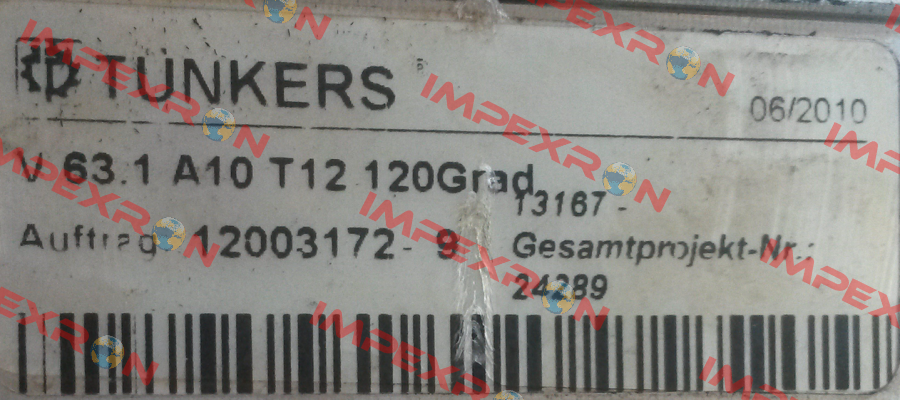 TÜNKERS
06/2010
V 63.1 A10 T12 120Grad
13167 -
Auftrag- 12003172- 9
Gesamtprojekt-Nr.:
24289
IMPEXRON